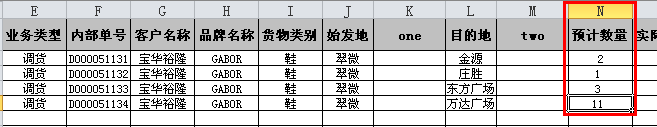 E F G H I J K L M N
业务类型 内部单号 客户名称 品牌名称 货物类别 始发地 one 目的地 two 预计数量
调货 D000051131 宝华裕隆 GABOR 鞋 翠微 金源 2
调货 D000051132 宝华裕隆 GABOR 鞋 翠微 庄胜 1
调货 D000051133 宝华裕隆 GABOR 鞋 翠微 东方广场 3
调货 D000051134 宝华裕隆 GABOR 鞋 翠微 万达广场 11